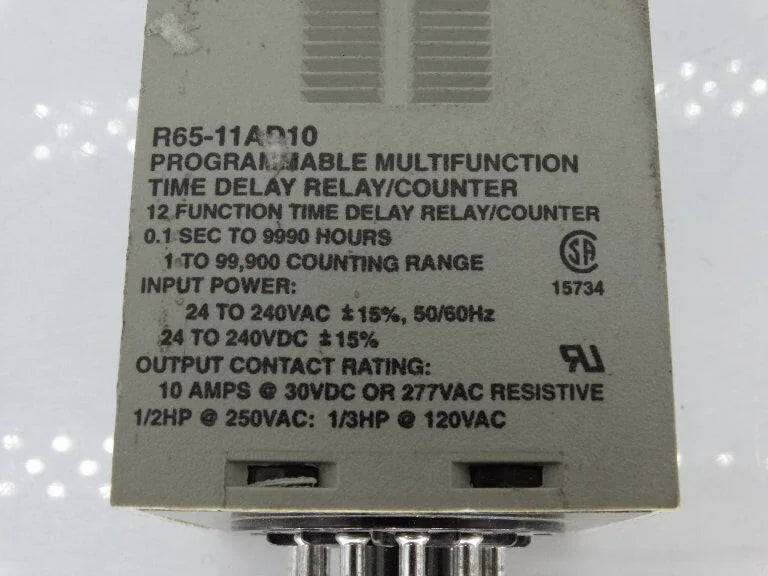 R65-11AD10
PROGRAMMABLE MULTIFUNCTION
TIME DELAY RELAY/COUNTER
12 FUNCTION TIME DELAY RELAY/COUNTER
0.1 SEC TO 9990 HOURS
1 TO 99,900 COUNTING RANGE
SA
15734
INPUT POWER:
24 TO 240VAC ±15%, 50/60Hz
24 TO 240VDC ±15%
OUTPUT CONTACT RATING:
RU
10 AMPS @ 30VDC OR 277VAC RESISTIVE
1/2HP @ 250VAC: 1/3HP @ 120VAC